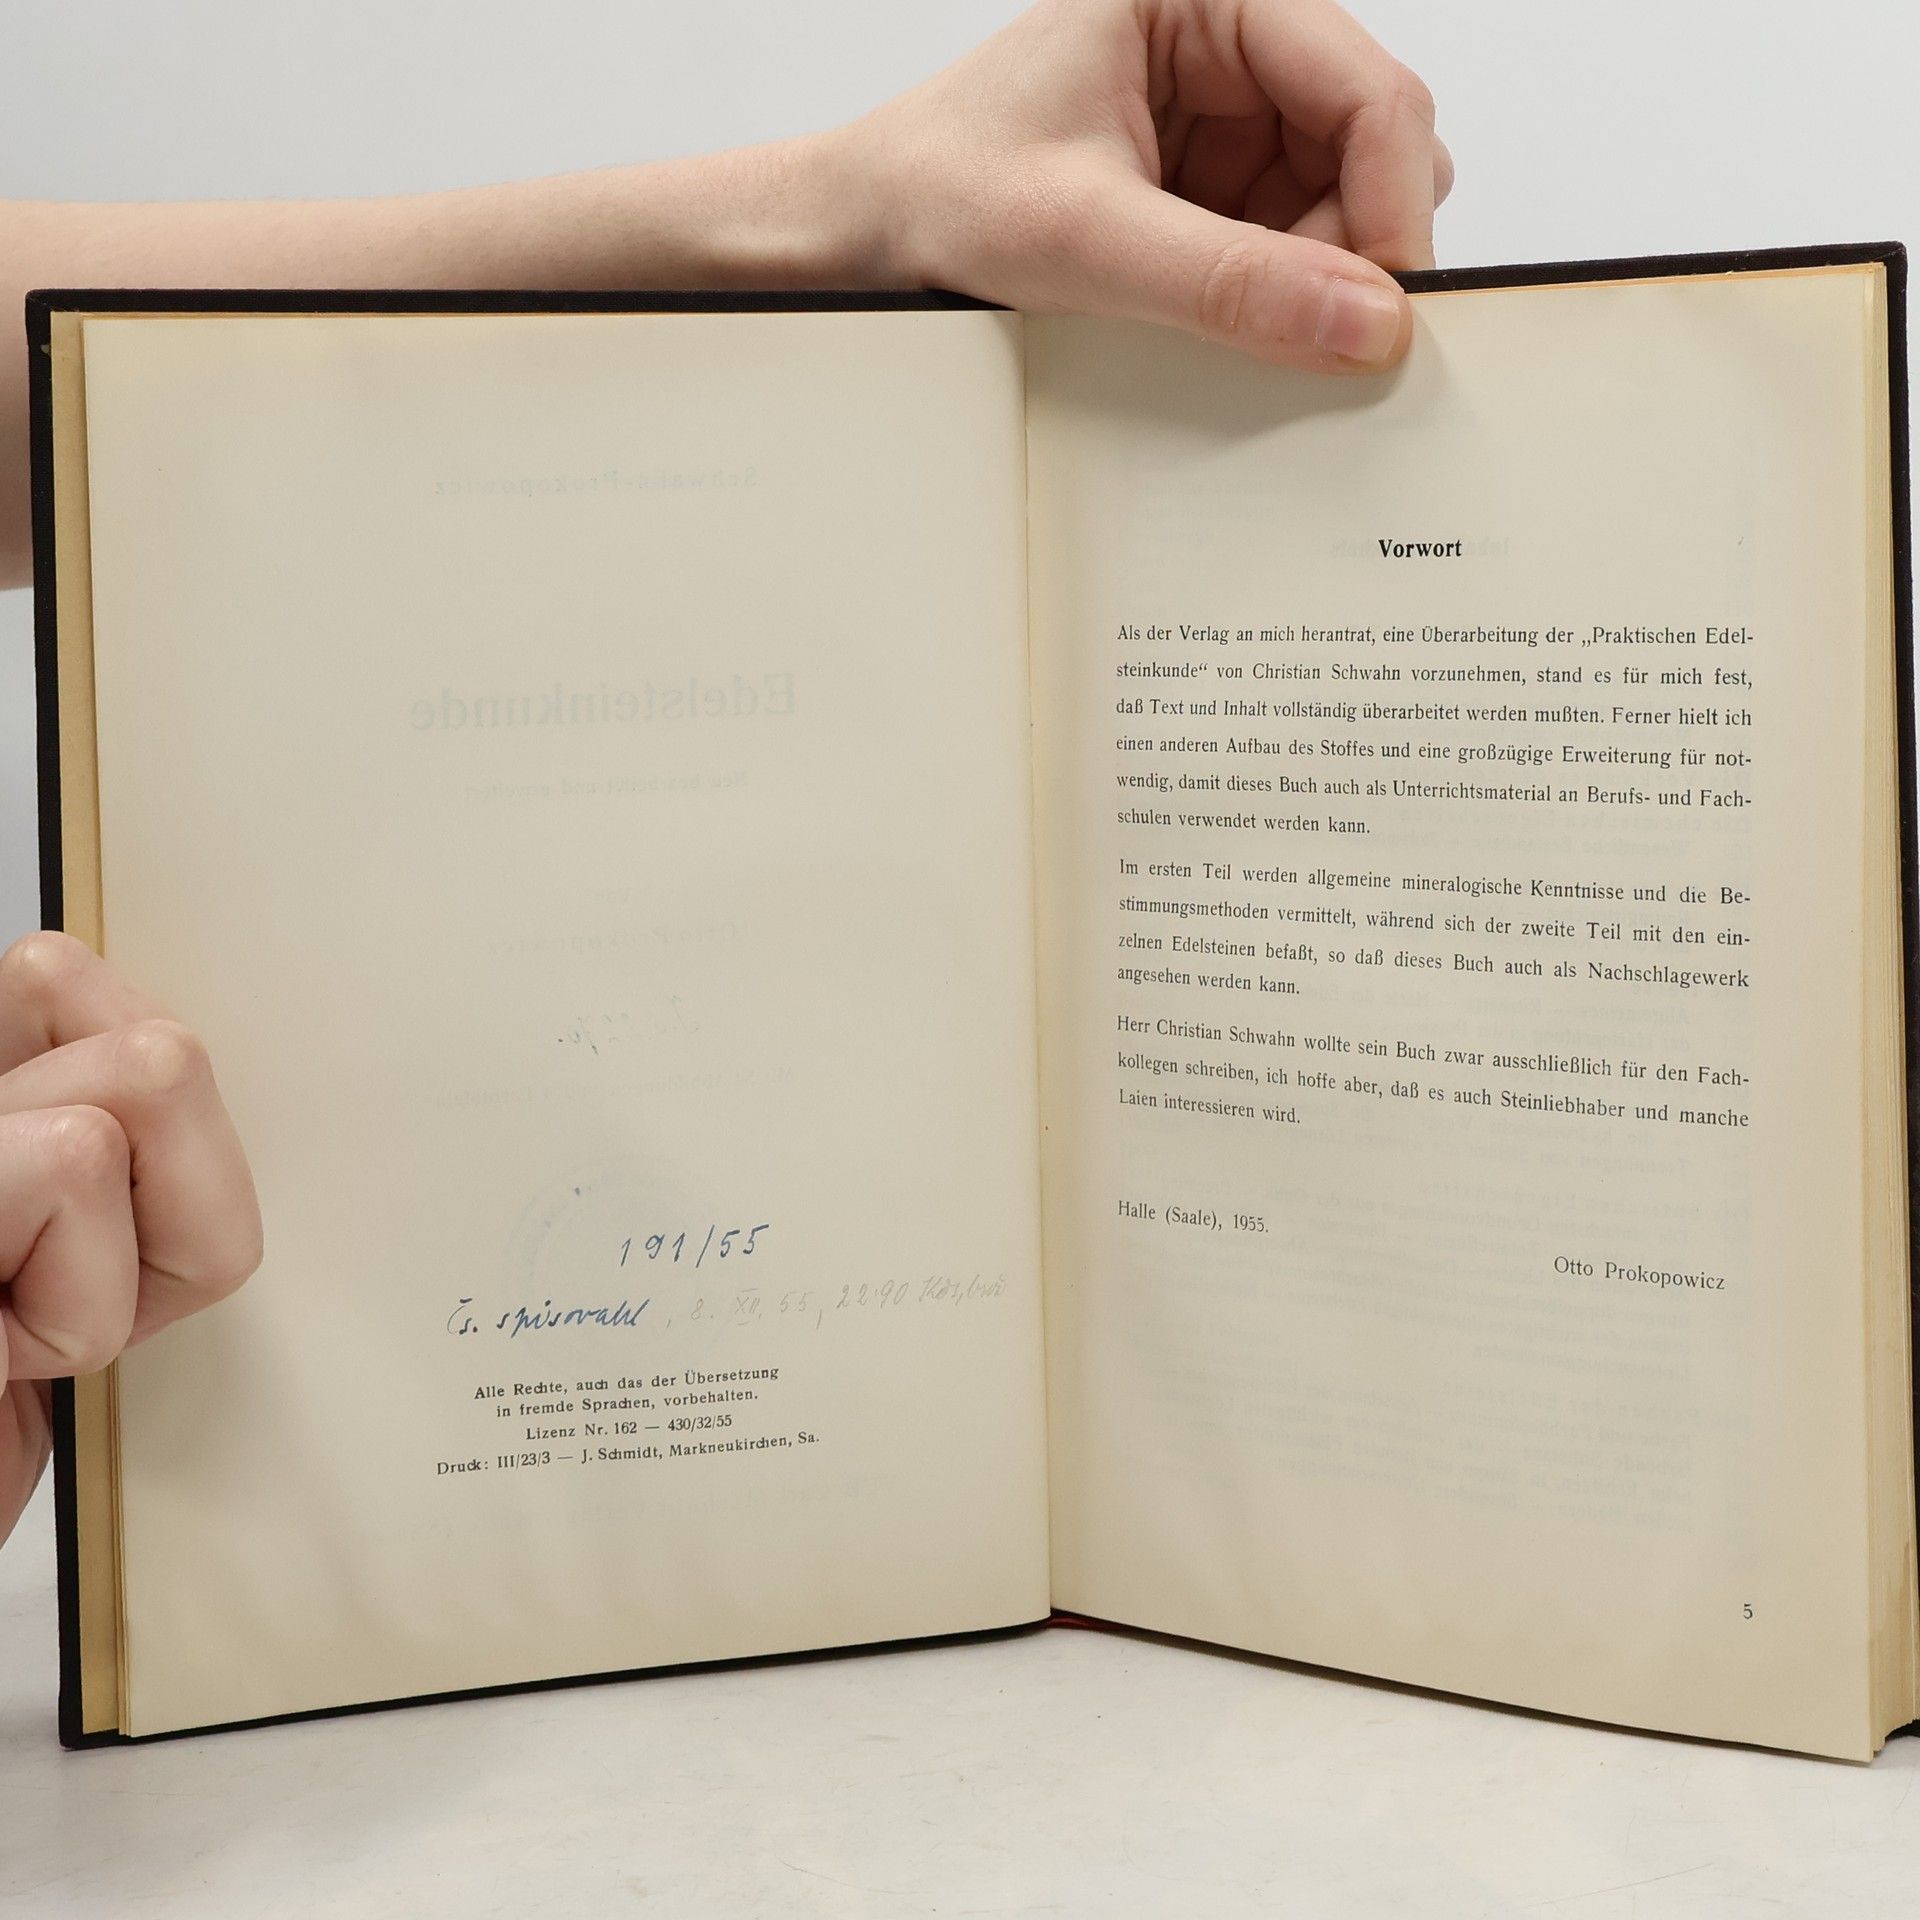 191/55
Čs. spisovatel, 8. XII. 55, 22·90 Kčs,
Alle Rechte, auch das der Übersetzung
in fremde Sprachen, vorbehalten.
Lizenz Nr. 162 — 430/32/55
Druck: III/23/3 — J. Schmidt, Markneukirchen, Sa.
Vorwort
Als der Verlag an mich herantrat, eine Überarbeitung der „Praktischen Edel-
steinkunde“ von Christian Schwahn vorzunehmen, stand es für mich fest,
daß Text und Inhalt vollständig überarbeitet werden mußten. Ferner hielt ich
einen anderen Aufbau des Stoffes und eine großzügige Erweiterung für not-
wendig, damit dieses Buch auch als Unterrichtsmaterial an Berufs- und Fach-
schulen verwendet werden kann.
Im ersten Teil werden allgemeine mineralogische Kenntnisse und die Be-
stimmungsmethoden vermittelt, während sich der zweite Teil mit den ein-
zelnen Edelsteinen befaßt, so daß dieses Buch auch als Nachschlagewerk
angesehen werden kann.
Herr Christian Schwahn wollte sein Buch zwar ausschließlich für den Fach-
kollegen schreiben, ich hoffe aber, daß es auch Steinliebhaber und manche
Laien interessieren wird.
Halle (Saale), 1955.
Otto Prokopowicz
5